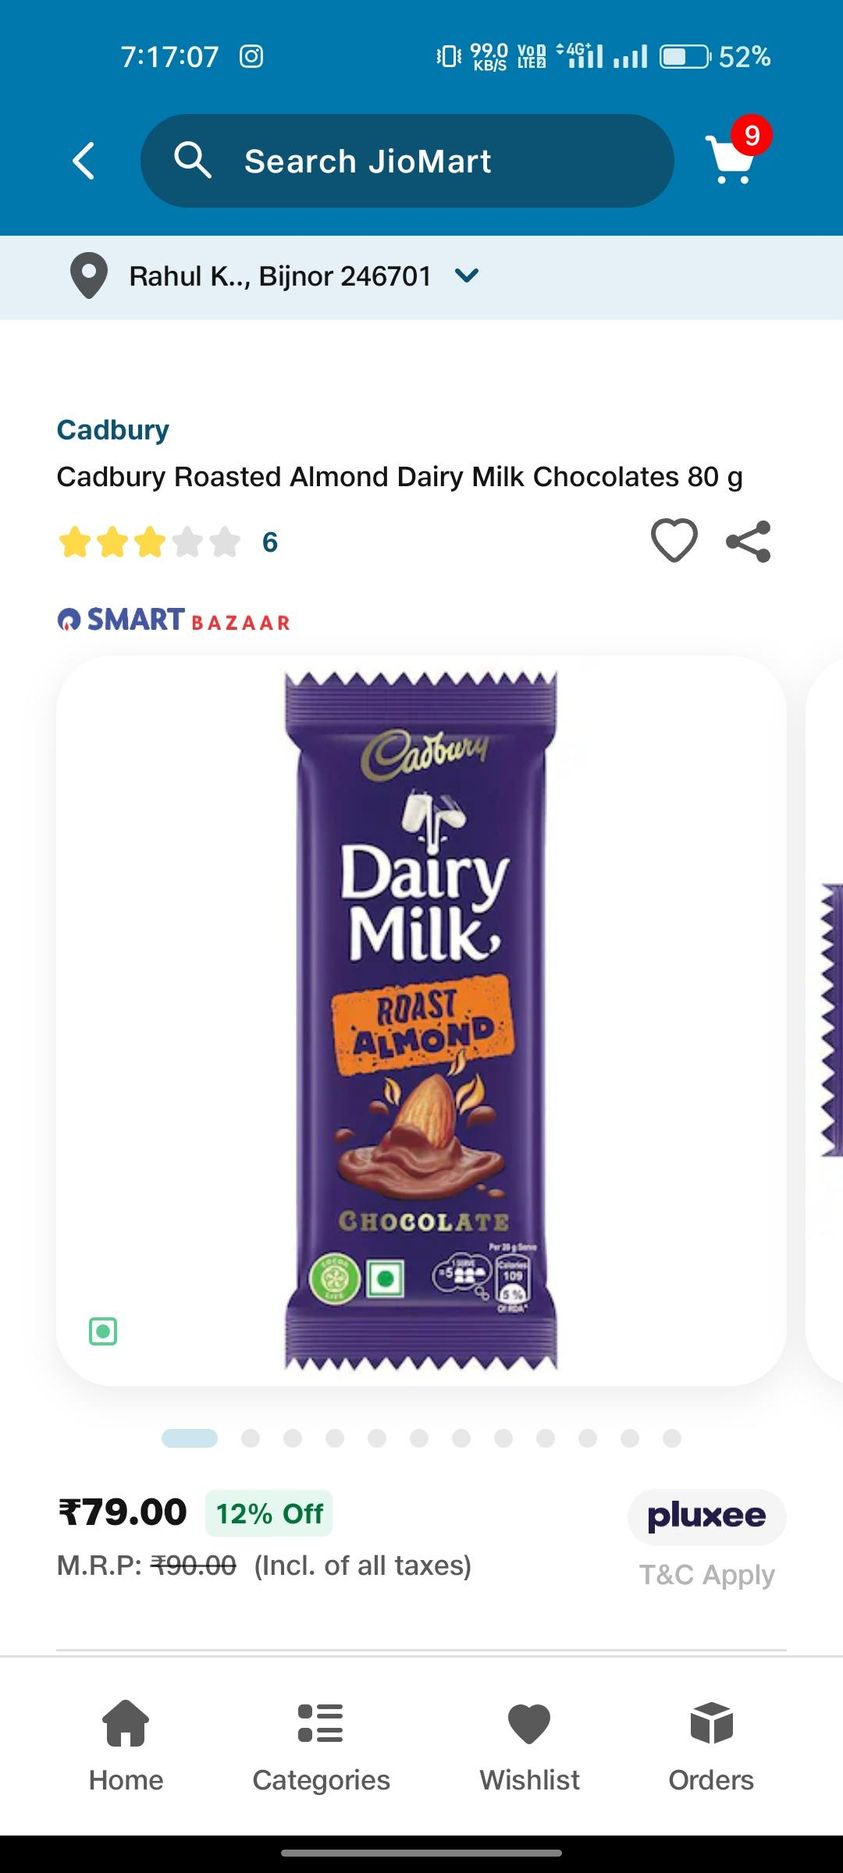 7:17:07 99.0 KB/S VoD LTE2 4G+ 52%
Search JioMart
9
Rahul K.., Bijnor 246701
Cadbury
Cadbury Roasted Almond Dairy Milk Chocolates 80 g
6
SMART BAZAAR
Cadbury
Dairy
Milk
ROAST
ALMOND
CHOCOLATE
Per 20 g Serve
COCOA
LIFE
1 SERVE
=5
Calories
109
5%
Of RDA*
₹79.00 12% Off
pluxee
M.R.P: ₹90.00 (Incl. of all taxes)
T&C Apply
Home Categories Wishlist Orders